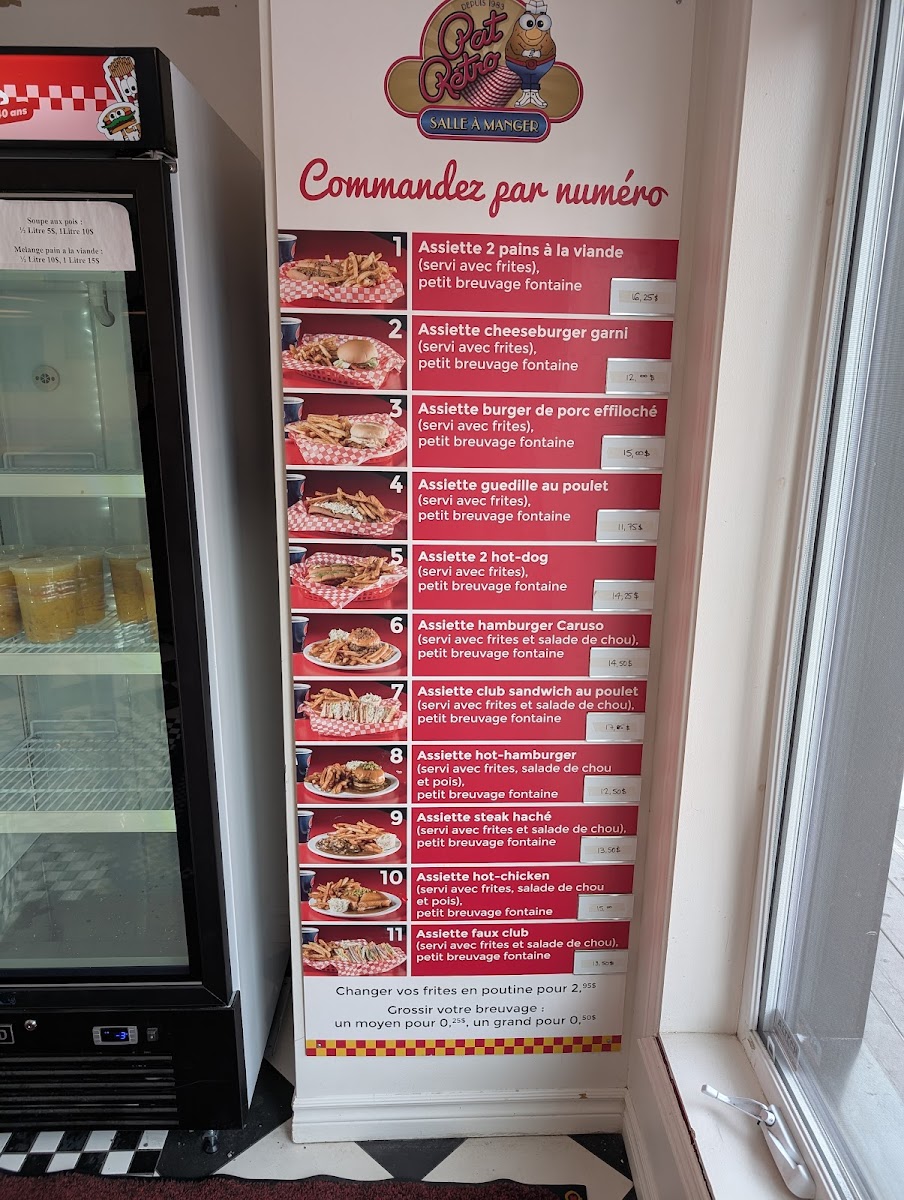 DEPUIS 1983
Pat
Rétro
SALLE À MANGER
Commandez par numéro
40 ans
Soupe aux pois :
½ Litre 5$, 1Litre 10$
Mélange pain a la viande :
½ Litre 10$, 1 Litre 15$
1
Assiette 2 pains à la viande
(servi avec frites),
petit breuvage fontaine
16,25$
2
Assiette cheeseburger garni
(servi avec frites),
petit breuvage fontaine
12,00$
3
Assiette burger de porc effiloché
(servi avec frites),
petit breuvage fontaine
15,00$
4
Assiette guedille au poulet
(servi avec frites),
petit breuvage fontaine
11,75$
5
Assiette 2 hot-dog
(servi avec frites),
petit breuvage fontaine
14,25$
6
Assiette hamburger Caruso
(servi avec frites et salade de chou),
petit breuvage fontaine
14,50$
7
Assiette club sandwich au poulet
(servi avec frites et salade de chou),
petit breuvage fontaine
8
Assiette hot-hamburger
(servi avec frites, salade de chou
et pois),
petit breuvage fontaine
12,50$
9
Assiette steak haché
(servi avec frites et salade de chou),
petit breuvage fontaine
13,50$
10
Assiette hot-chicken
(servi avec frites, salade de chou
et pois),
petit breuvage fontaine
11
Assiette faux club
(servi avec frites et salade de chou),
petit breuvage fontaine
13,50$
Changer vos frites en poutine pour 2,95$
Grossir votre breuvage :
un moyen pour 0,25$, un grand pour 0,50$
-3